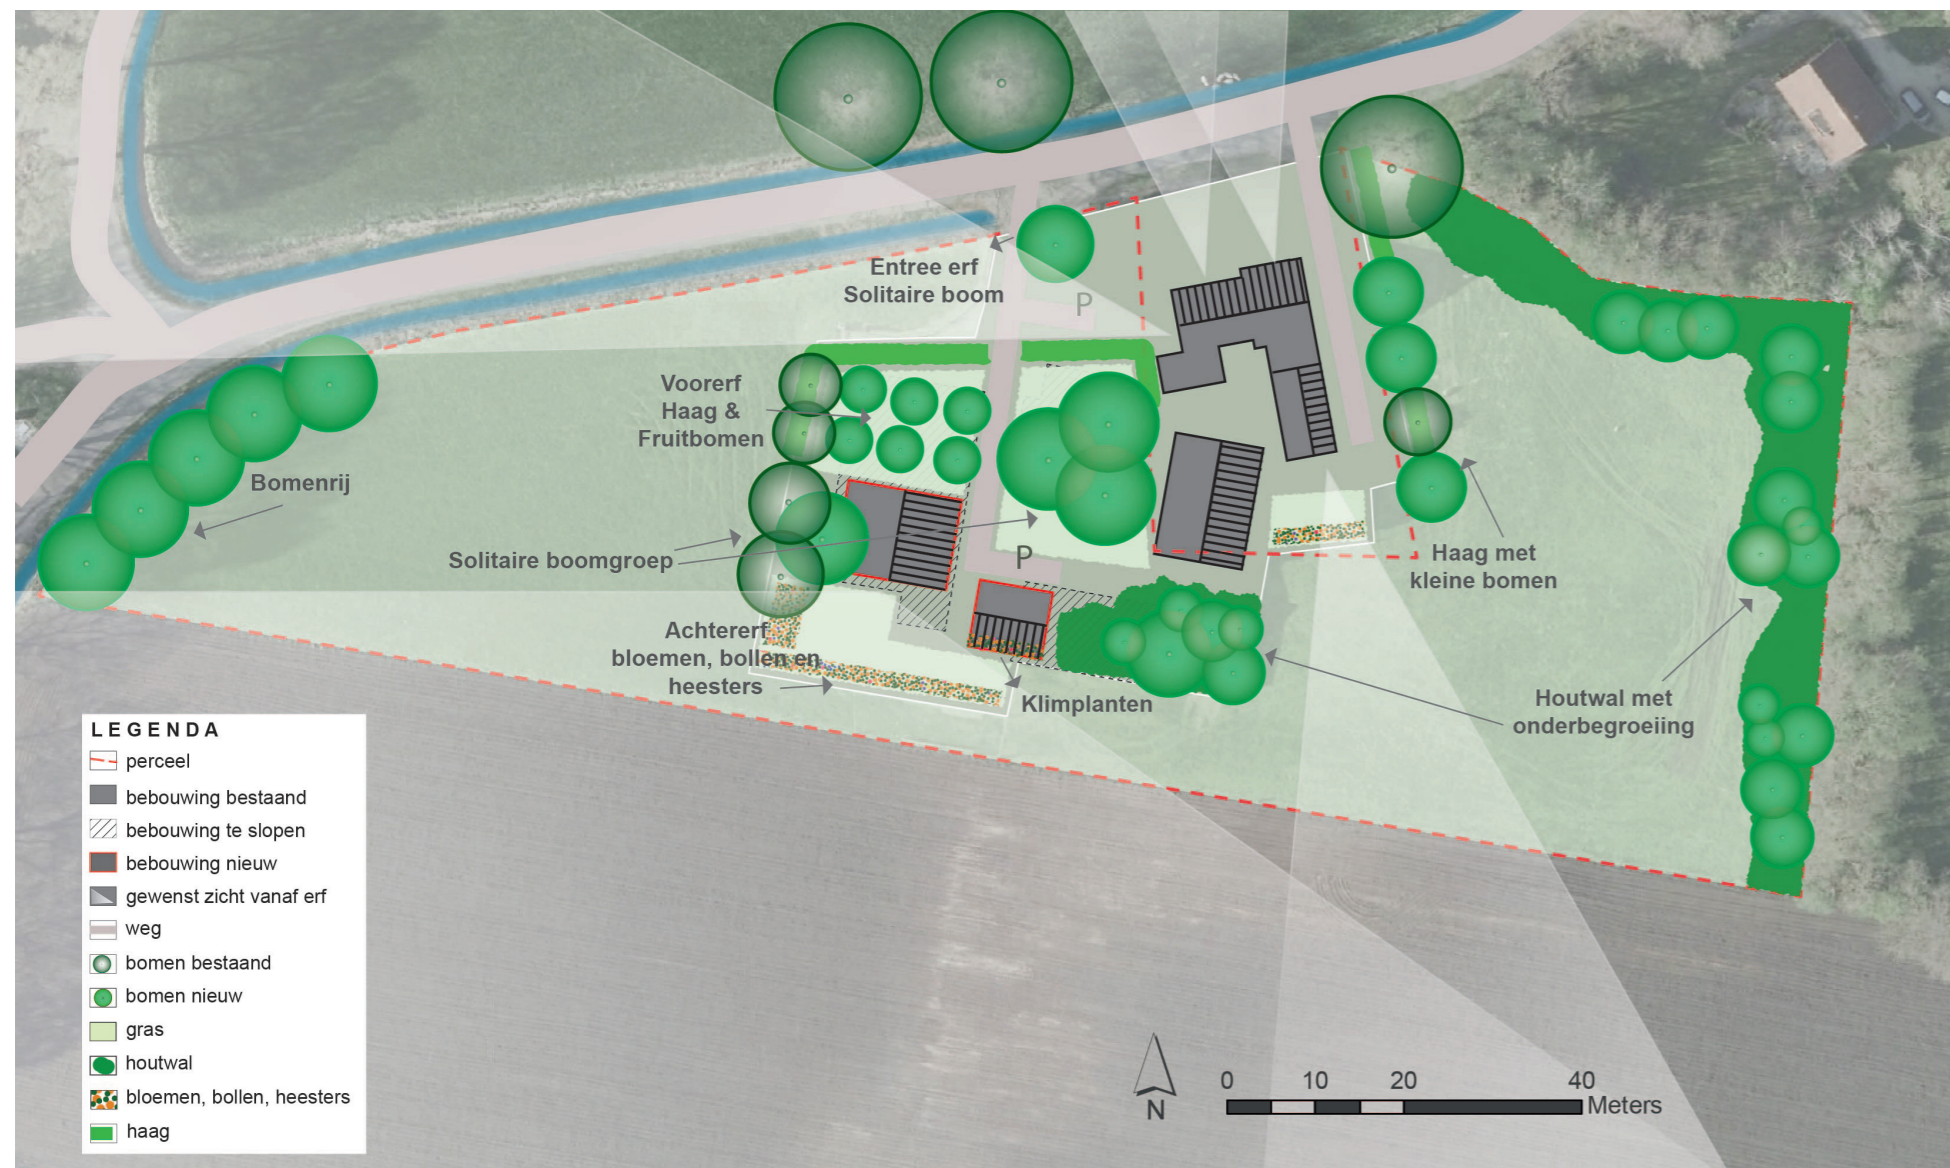 Entree erf
Solitaire boom
P
Voorerf
Haag &
Fruitbomen
Bomenrij
Solitaire boomgroep
P
Haag met
kleine bomen
Achtererf
bloemen, bollen en
heesters
Klimplanten
Houtwal met
onderbegroeiing
LEGENDA
perceel
bebouwing bestaand
bebouwing te slopen
bebouwing nieuw
gewenst zicht vanaf erf
weg
bomen bestaand
bomen nieuw
gras
houtwal
bloemen, bollen, heesters
haag
N
0 10 20 40
Meters